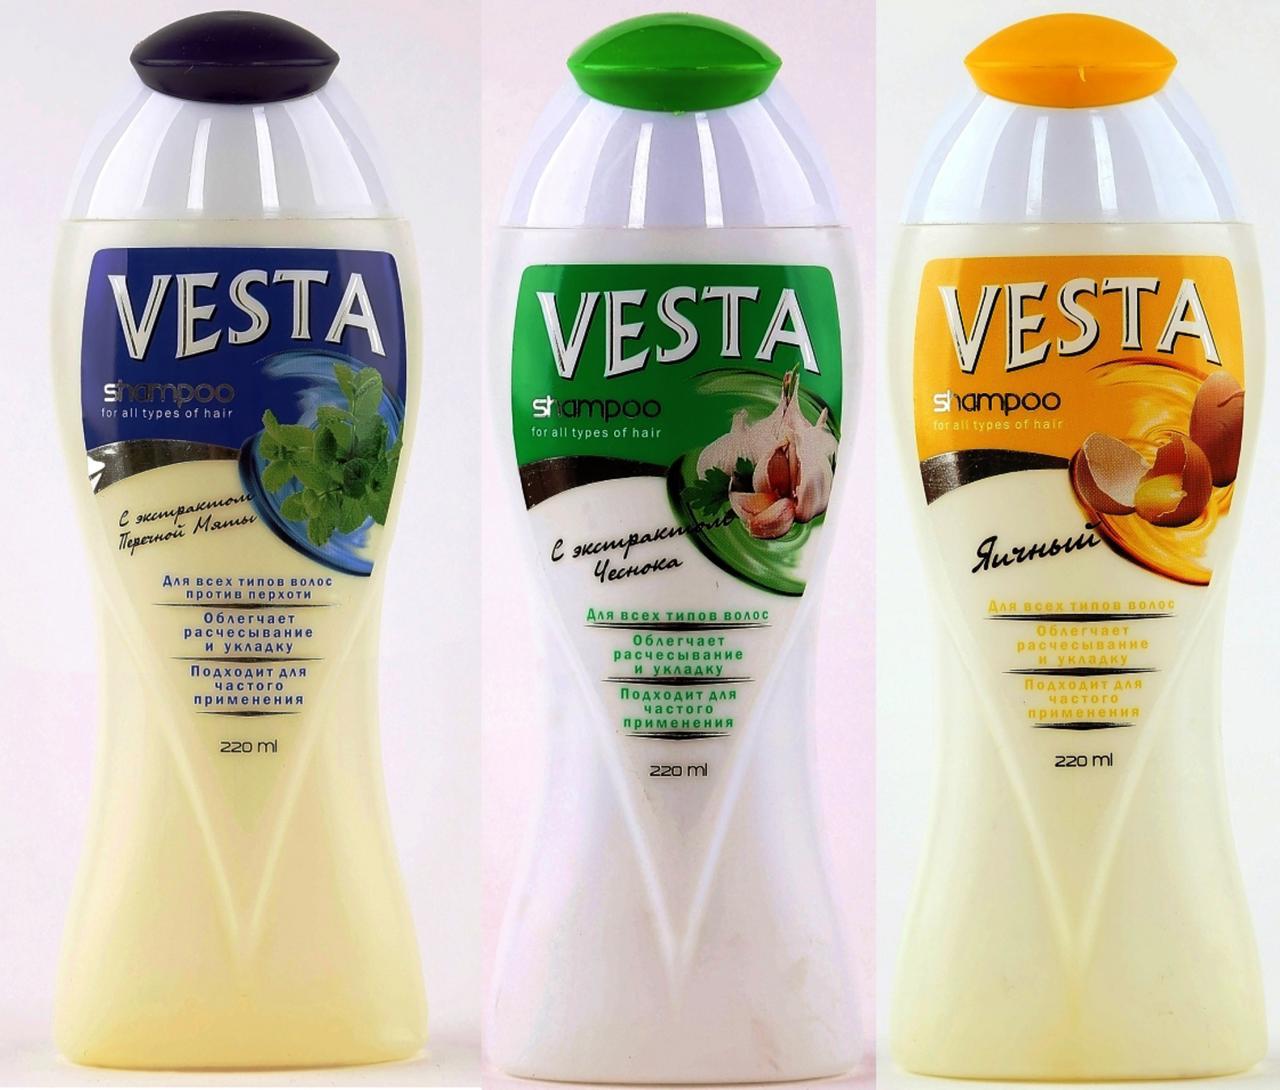 VESTA
shampoo
for all types of hair
С экстрактом
Перечной Мяты
Для всех типов волос
против перхоти
Облегчает
расчесывание
и укладку
Подходит для
частого
применения
220 ml
VESTA
shampoo
for all types of hair
С экстрактом
Чеснока
Для всех типов волос
Облегчает
расчесывание
и укладку
Подходит для
частого
применения
220 ml
VESTA
shampoo
for all types of hair
Яичный
Для всех типов волос
Облегчает
расчесывание
и укладку
Подходит для
частого
применения
220 ml